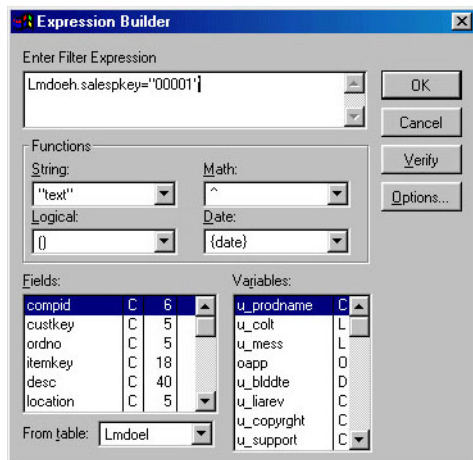 Expression Builder
Enter Filter Expression
Lmdoeh.salespkey="00001"
OK
Cancel
Verify
Options...
Functions
String:
Math:
"text"
^
Logical:
Date:
()
{date}
Fields:
Variables:
compid C 6
custkey C 5
ordno C 5
itemkey C 18
desc C 40
location C 5
u_prodname C
u_colt L
u_mess L
oapp O
u_blddte D
u_liarev C
u_copyrght C
u_support C
From table: Lmdoel